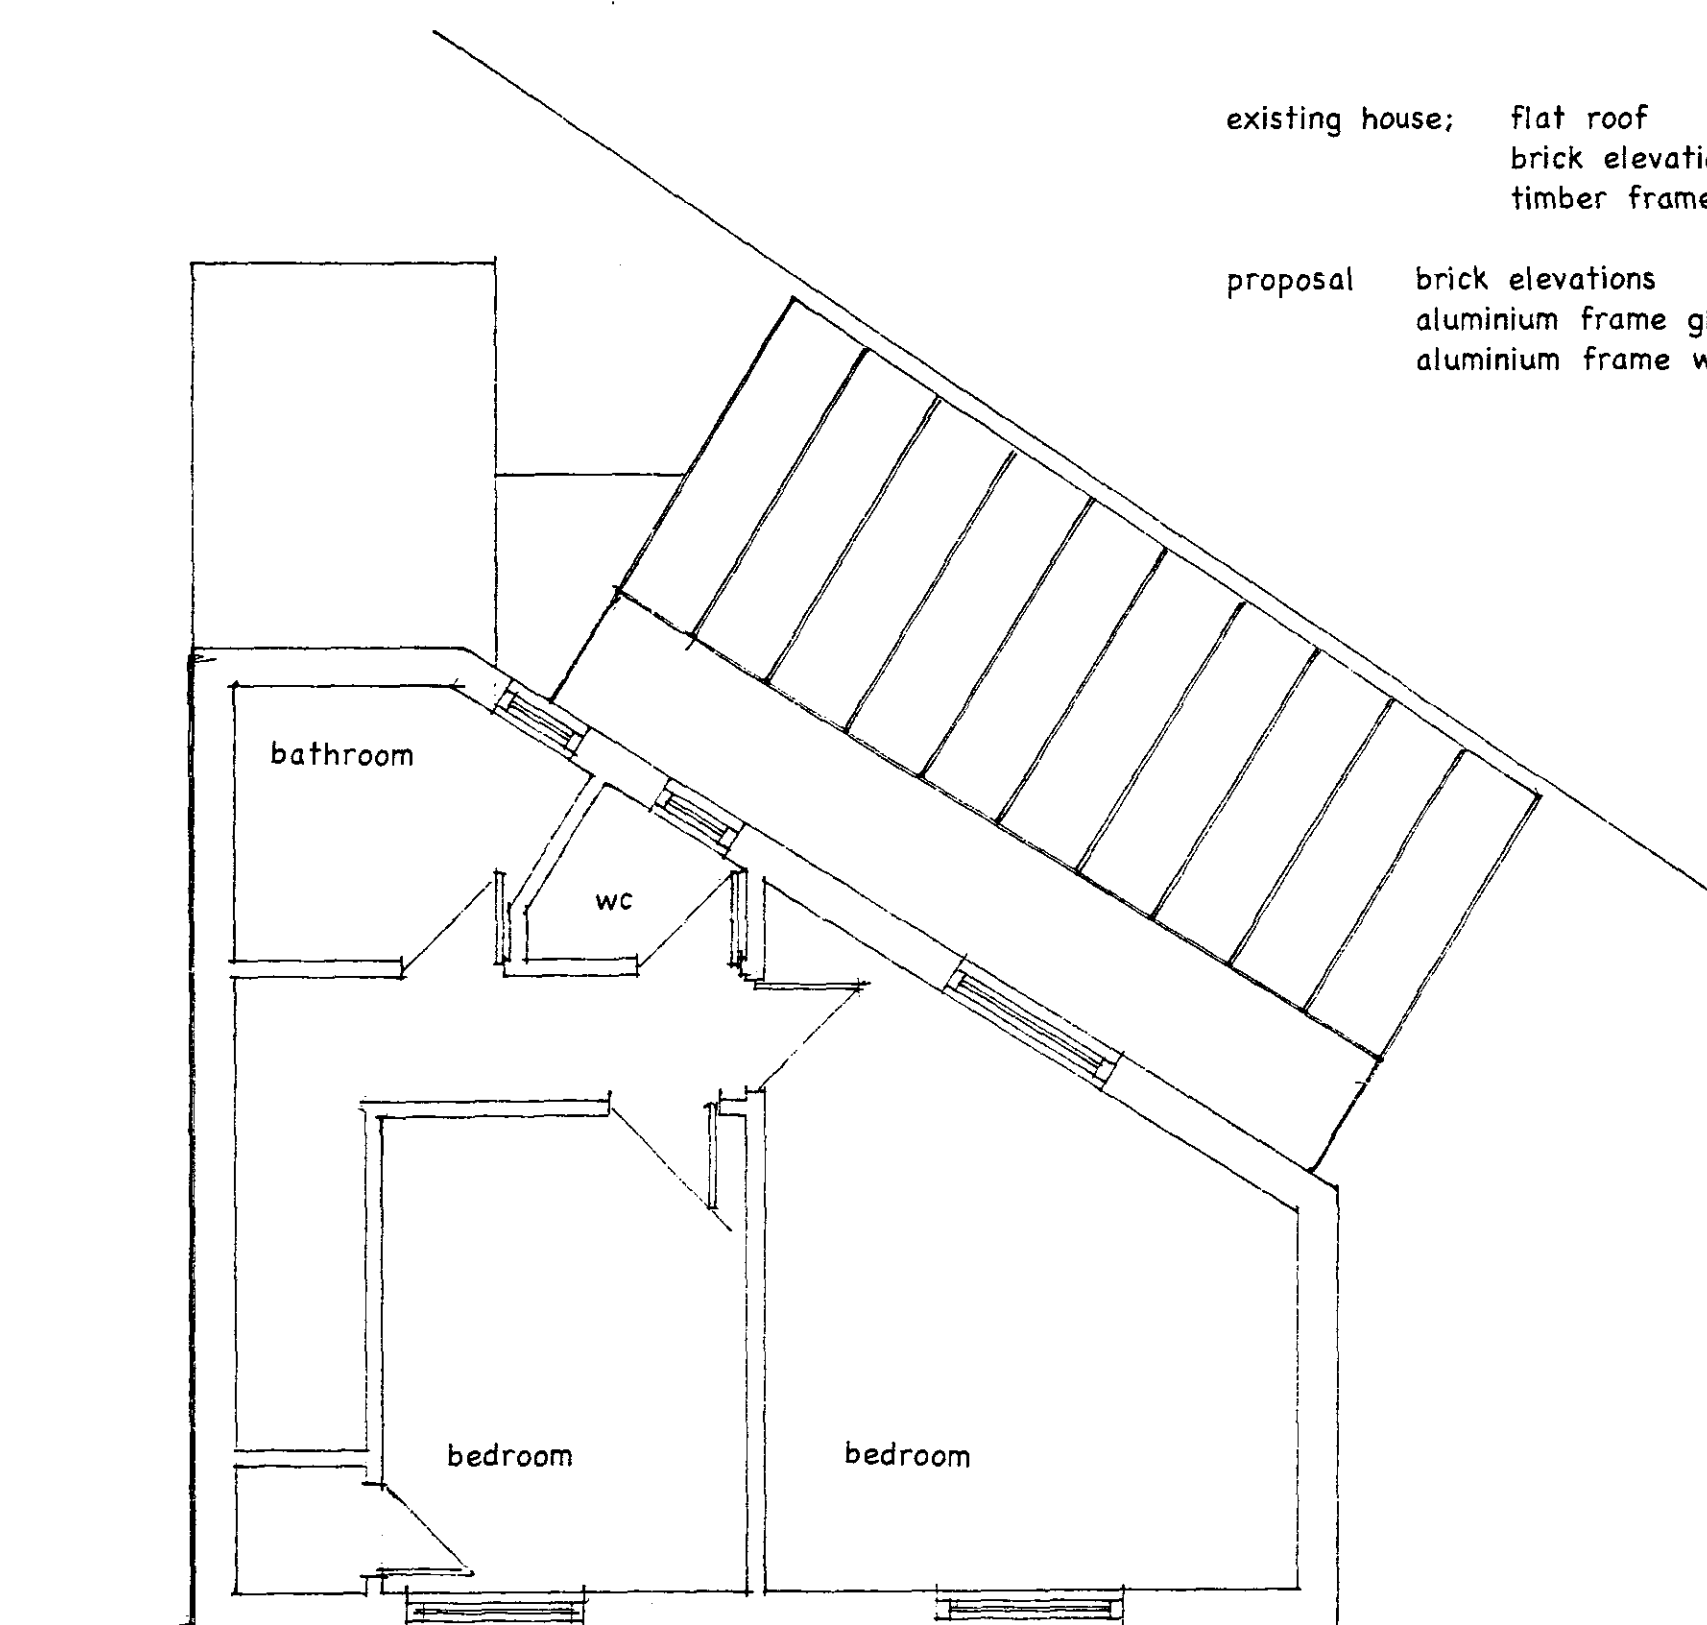 existing house; flat roof
brick elevati
timber frame
proposal brick elevations
aluminium frame
aluminium frame
bathroom
wc
bedroom bedroom